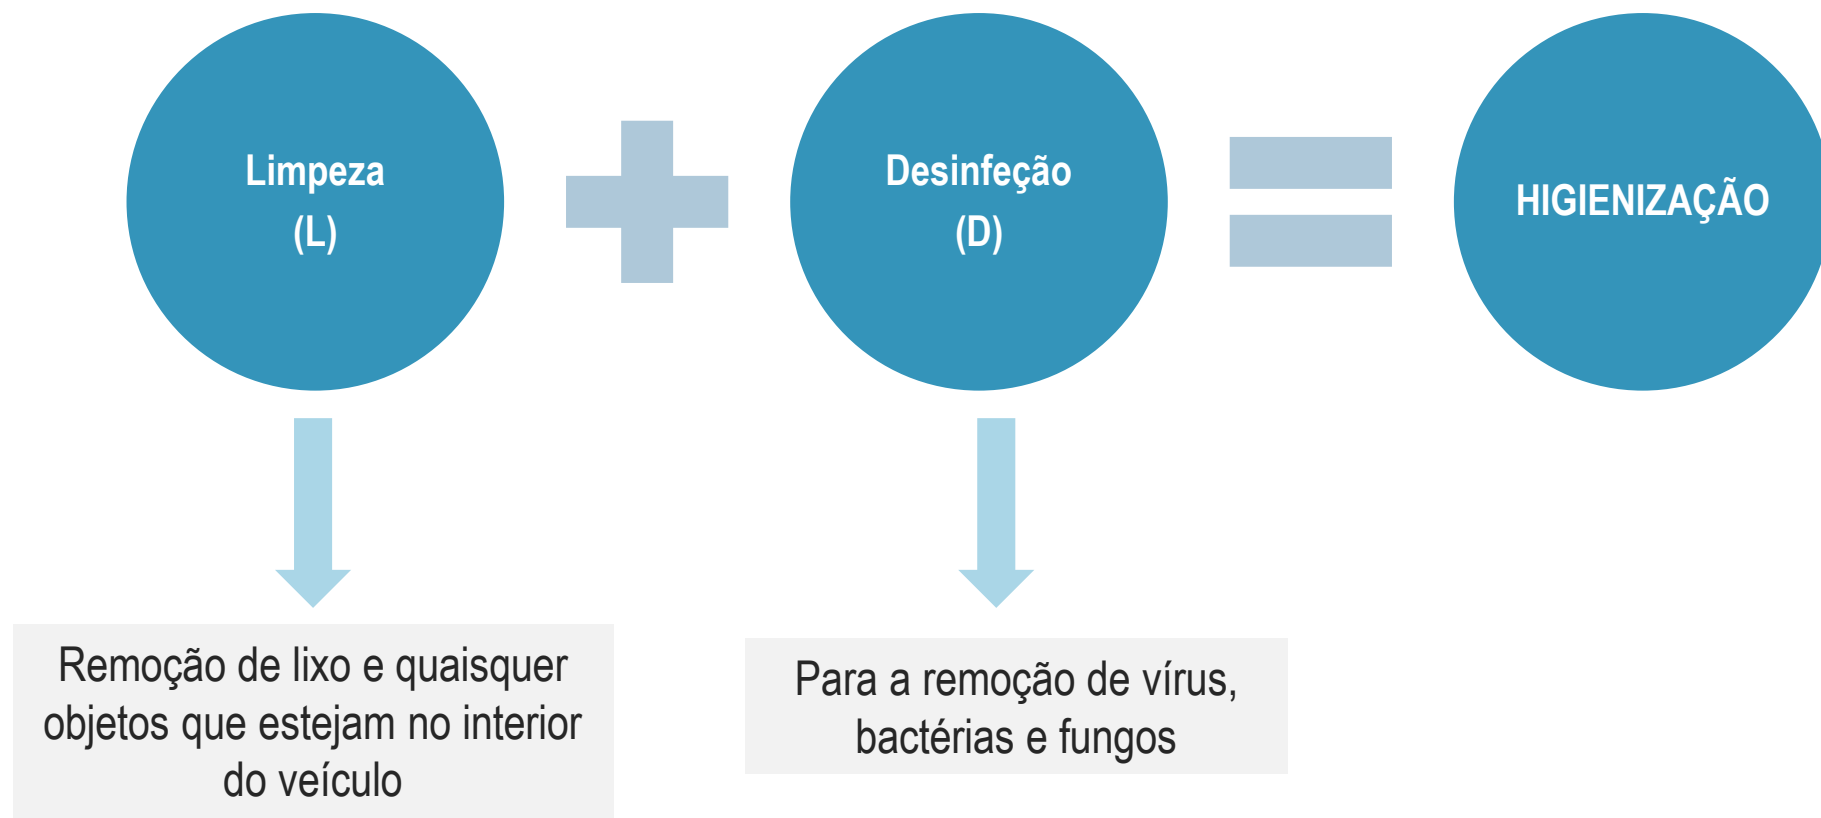 Limpeza
(L)
Desinfeção
(D)
HIGIENIZAÇÃO
Remoção de lixo e quaisquer
objetos que estejam no interior
do veículo
Para a remoção de vírus,
bactérias e fungos